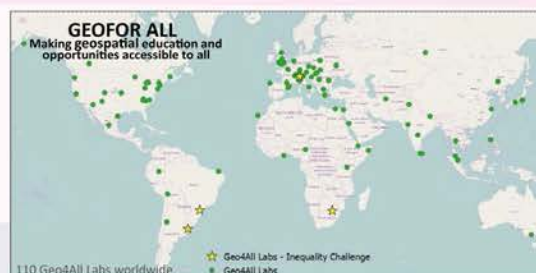 GEOFOR ALL
Making geospatial education and
opportunities accessible to all
Geo4All Labs - Inequality Challenge
110 Geo4All Labs worldwide
Geo4All Labs